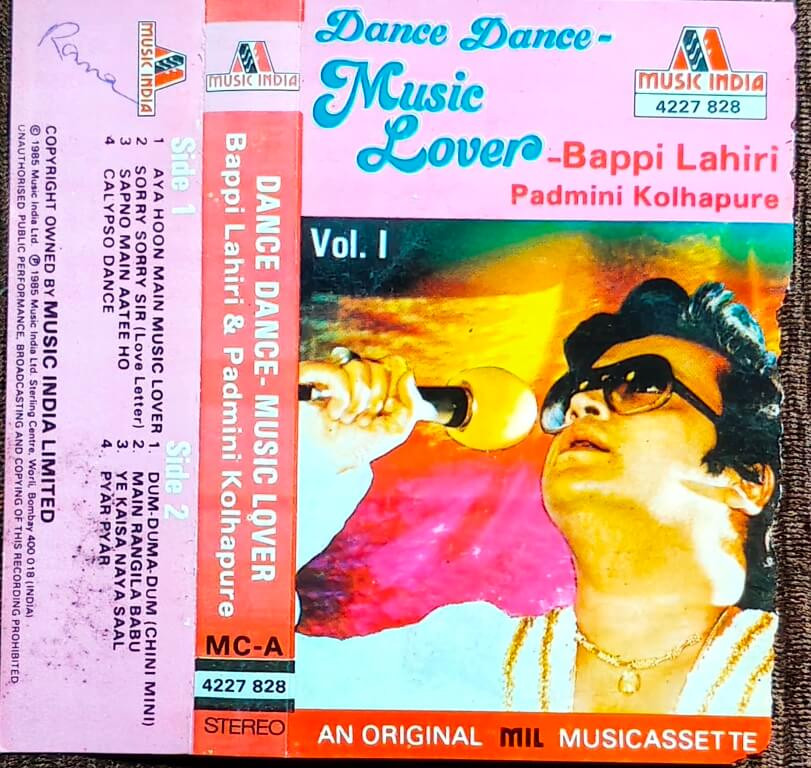 Dance Dance-
Music
Lover -Bappi Lahiri
Padmini Kolhapure
MUSIC INDIA
4227 828
Vol. I
AN ORIGINAL MIL MUSICASSETTE
MUSIC INDIA
DANCE DANCE- MUSIC LOVER
Bappi Lahiri & Padmini Kolhapure
MC-A
4227 828
STEREO
MUSIC INDIA
Rana
Side 1
1 AYA HOON MAIN MUSIC LOVER
2 SORRY SORRY SIR (Love Letter)
3 SAPNO MAIN AATEE HO
4 CALYPSO DANCE
Side 2
1. DUM-DUMA-DUM (CHINI MINI)
2. MAIN RANGILA BABU
3. YE KAISA NAYA SAAL
4. PYAR PYAR
COPYRIGHT OWNED BY MUSIC INDIA LIMITED
© 1985 Music India Ltd. ℗ 1985 Music India Ltd. Sterling Centre, Worli, Bombay 400 018 (INDIA)
UNAUTHORISED PUBLIC PERFORMANCE, BROADCASTING AND COPYING OF THIS RECORDING PROHIBITED